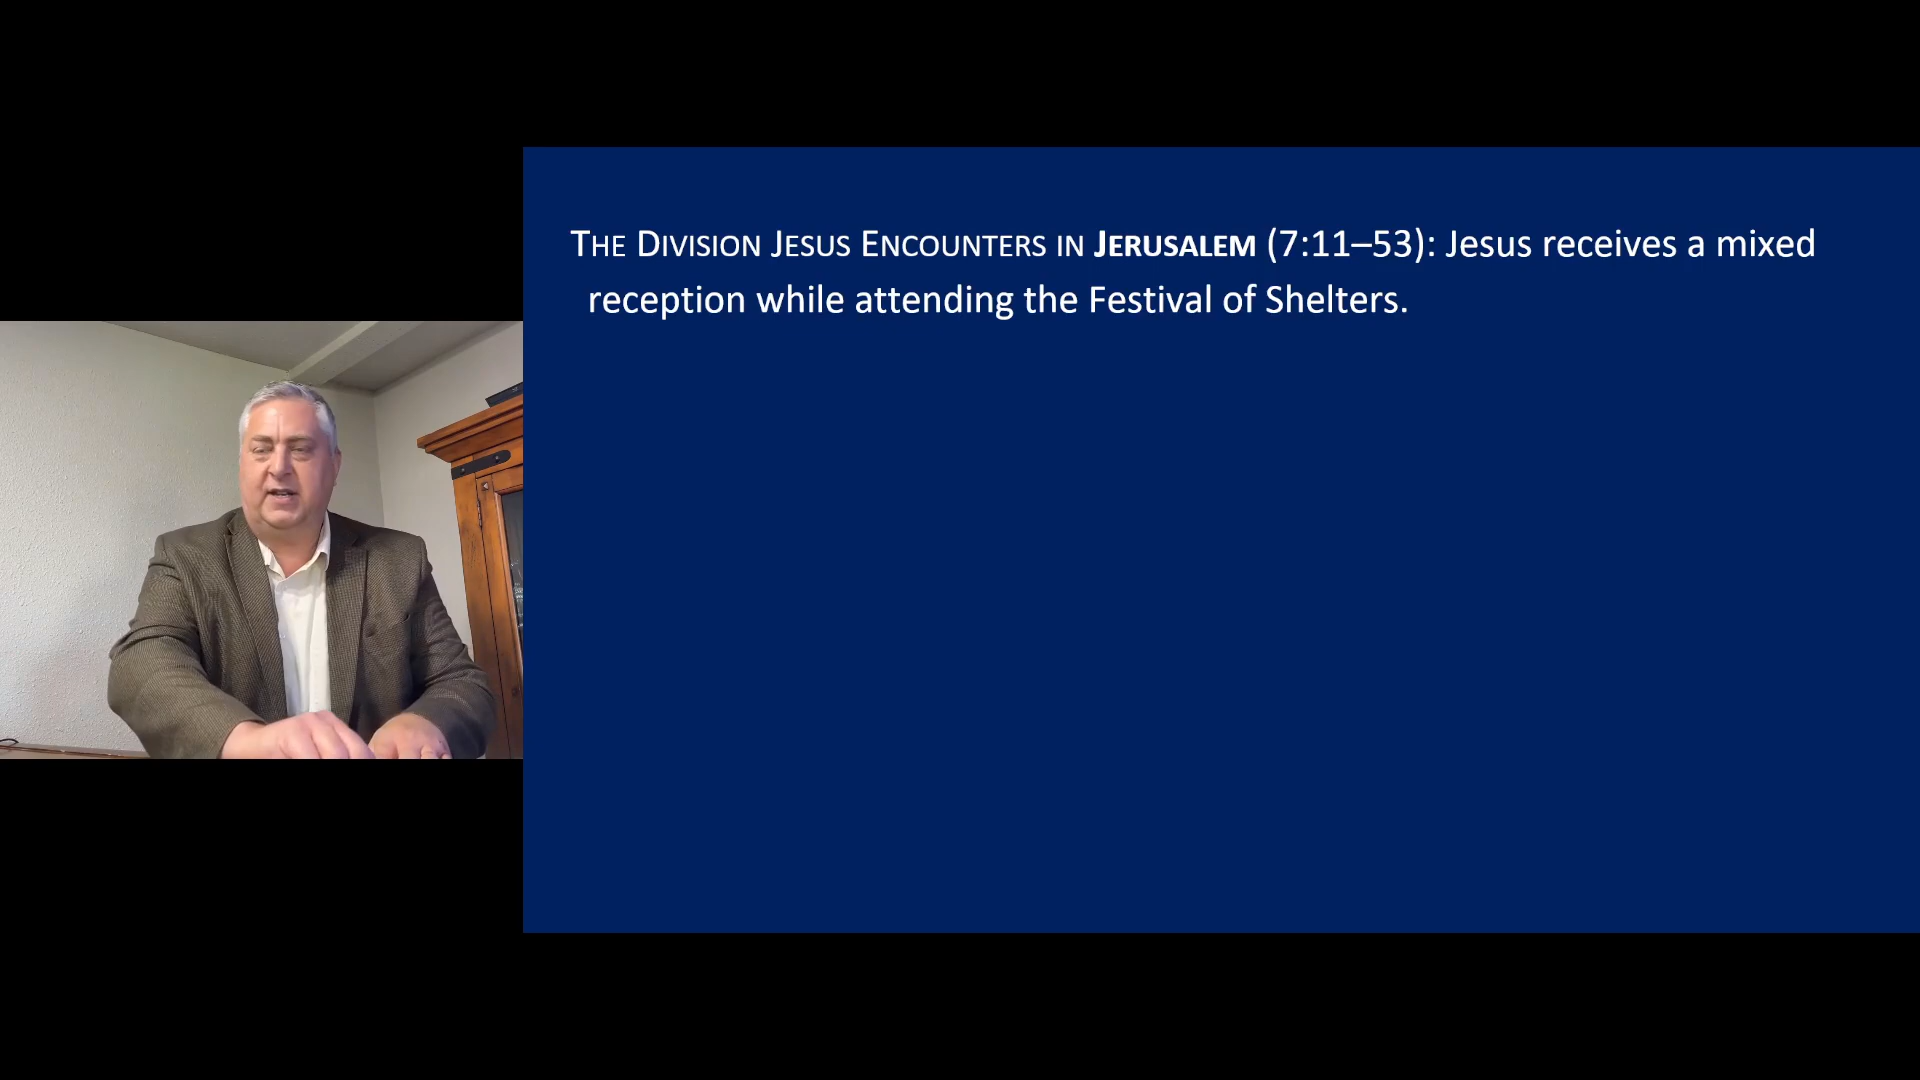 THE DIVISION JESUS ENCOUNTERS IN JERUSALEM (7:11–53): Jesus receives a mixed
reception while attending the Festival of Shelters.